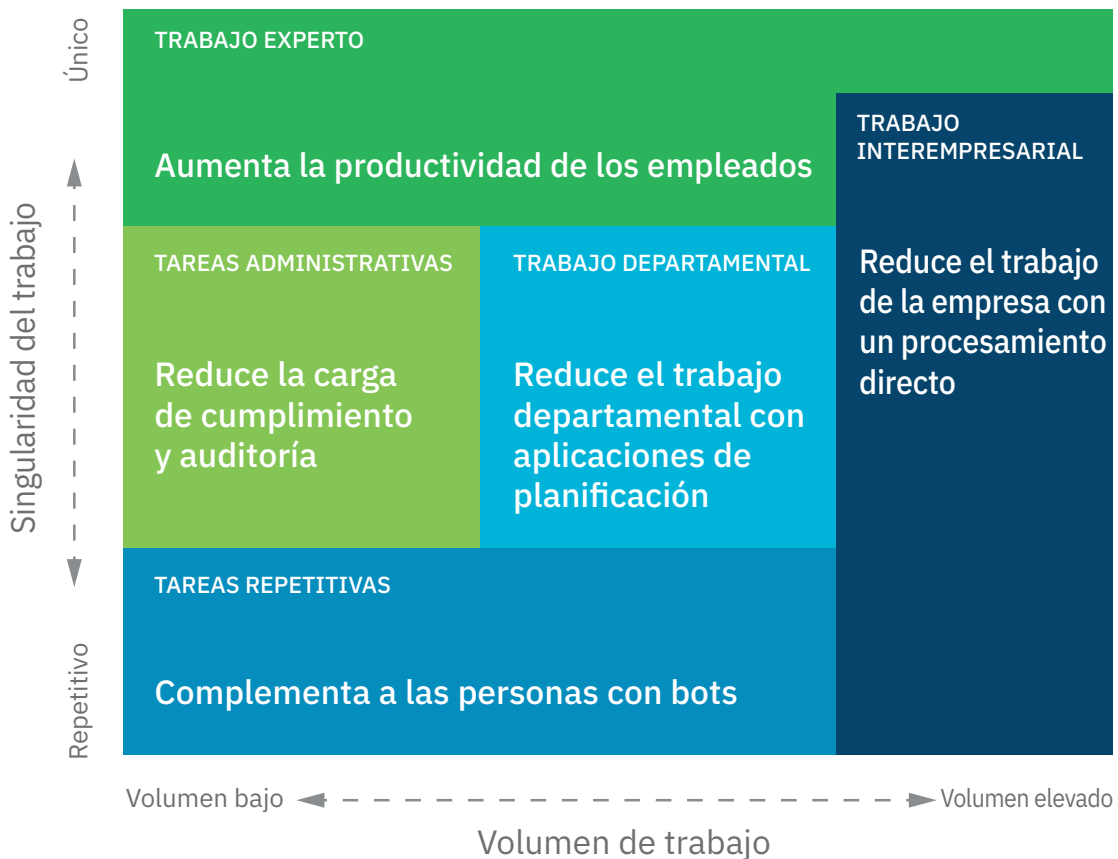 Único
Singularidad del trabajo
Repetitivo
TRABAJO EXPERTO
Aumenta la productividad de los empleados
TRABAJO
INTEREMPRESARIAL
Reduce el trabajo
de la empresa con
un procesamiento
directo
TAREAS ADMINISTRATIVAS
Reduce la carga
de cumplimiento
y auditoría
TRABAJO DEPARTAMENTAL
Reduce el trabajo
departamental con
aplicaciones de
planificación
TAREAS REPETITIVAS
Complementa a las personas con bots
Volumen bajo
Volumen elevado
Volumen de trabajo